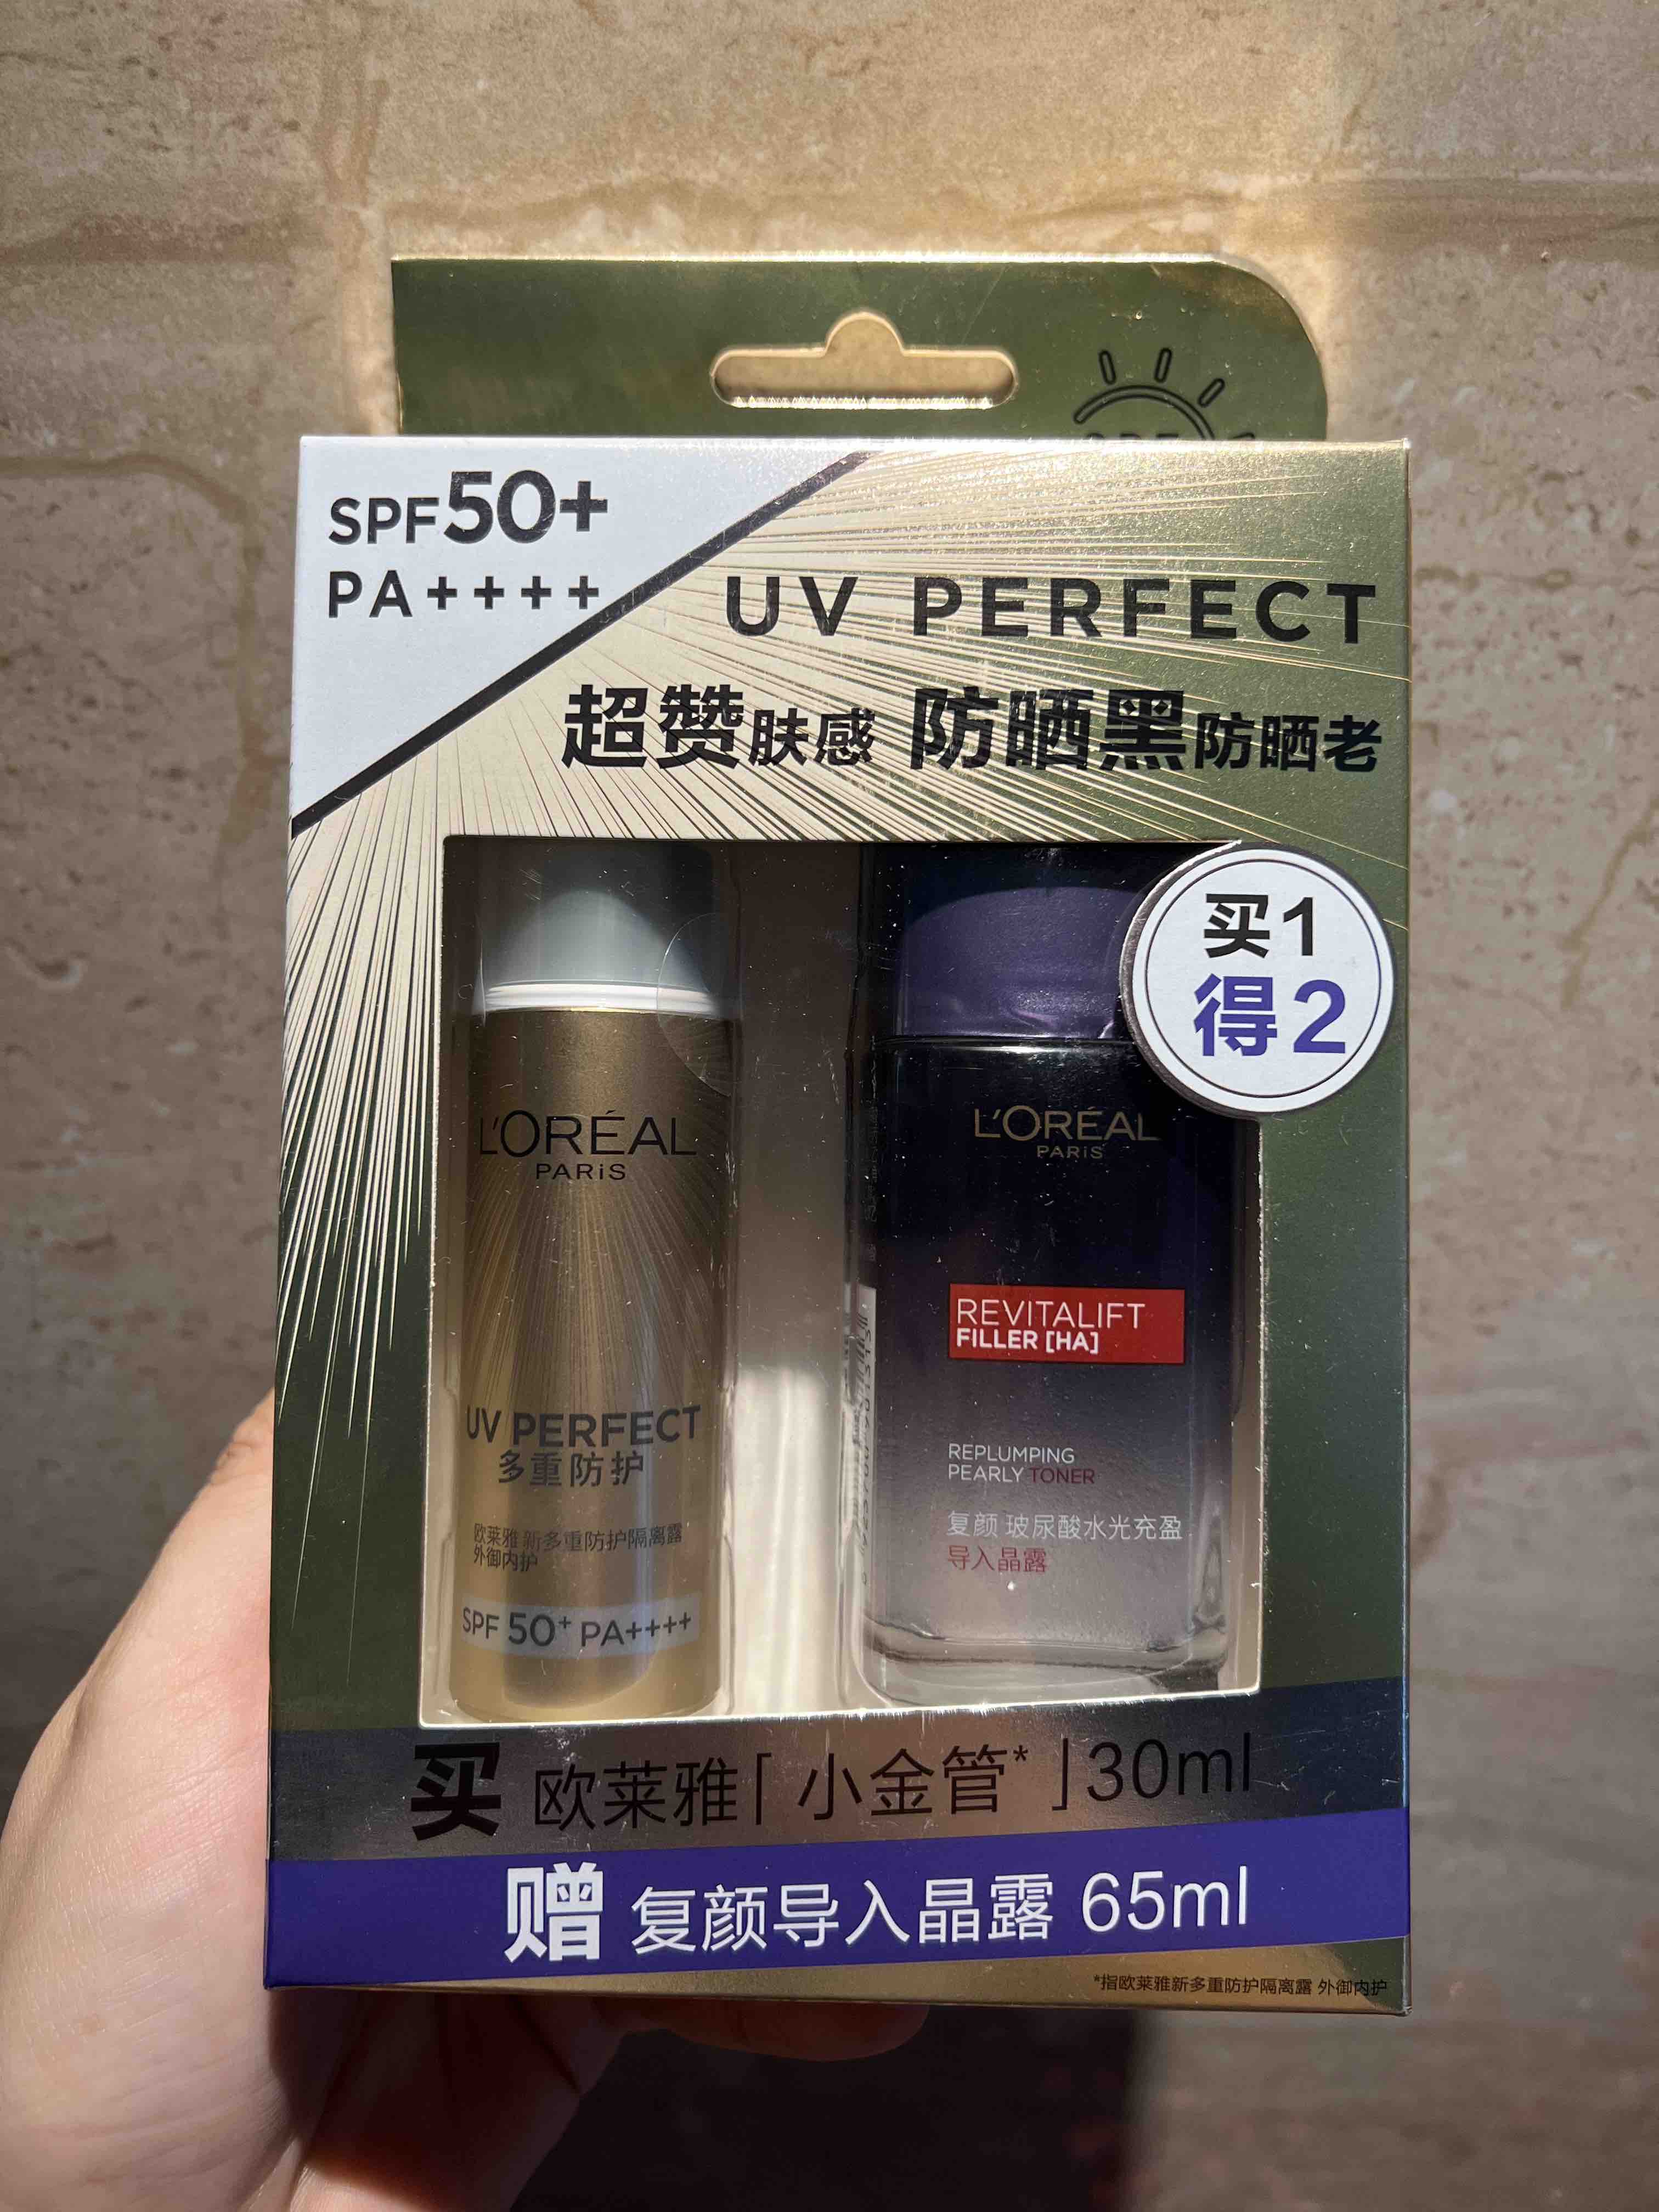 SPF50+
PA++++
UV PERFECT
超赞肤感 防晒黑防晒老
买1
得2
L'ORÉAL
PARiS
UV PERFECT
多重防护
欧莱雅 新多重防护隔离露
外御内护
SPF 50+ PA++++
L'ORÉAL
PARiS
REVITALIFT
FILLER [HA]
REPLUMPING
PEARLY TONER
复颜 玻尿酸水光充盈
导入晶露
买 欧莱雅「小金管*」30ml
赠 复颜导入晶露 65ml
*指欧莱雅新多重防护隔离露 外御内护